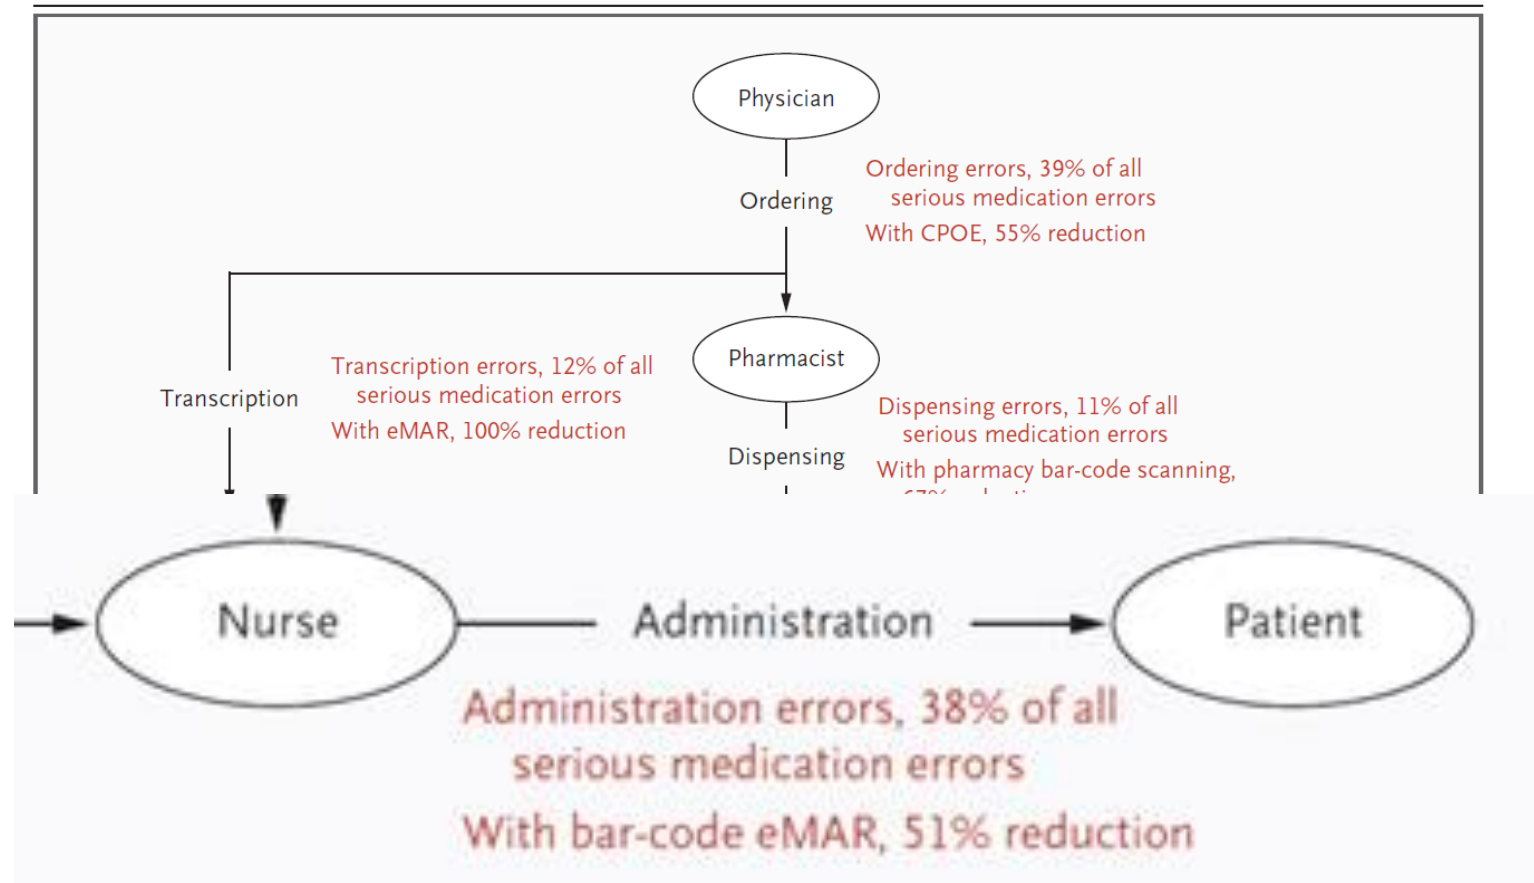 Physician
Ordering errors, 39% of all
serious medication errors
Ordering
With CPOE, 55% reduction
Transcription errors, 12% of all
serious medication errors
Transcription
With eMAR, 100% reduction
Pharmacist
Dispensing errors, 11% of all
serious medication errors
Dispensing
With pharmacy bar-code scanning,
Nurse
Administration
Patient
Administration errors, 38% of all
serious medication errors
With bar-code eMAR, 51% reduction